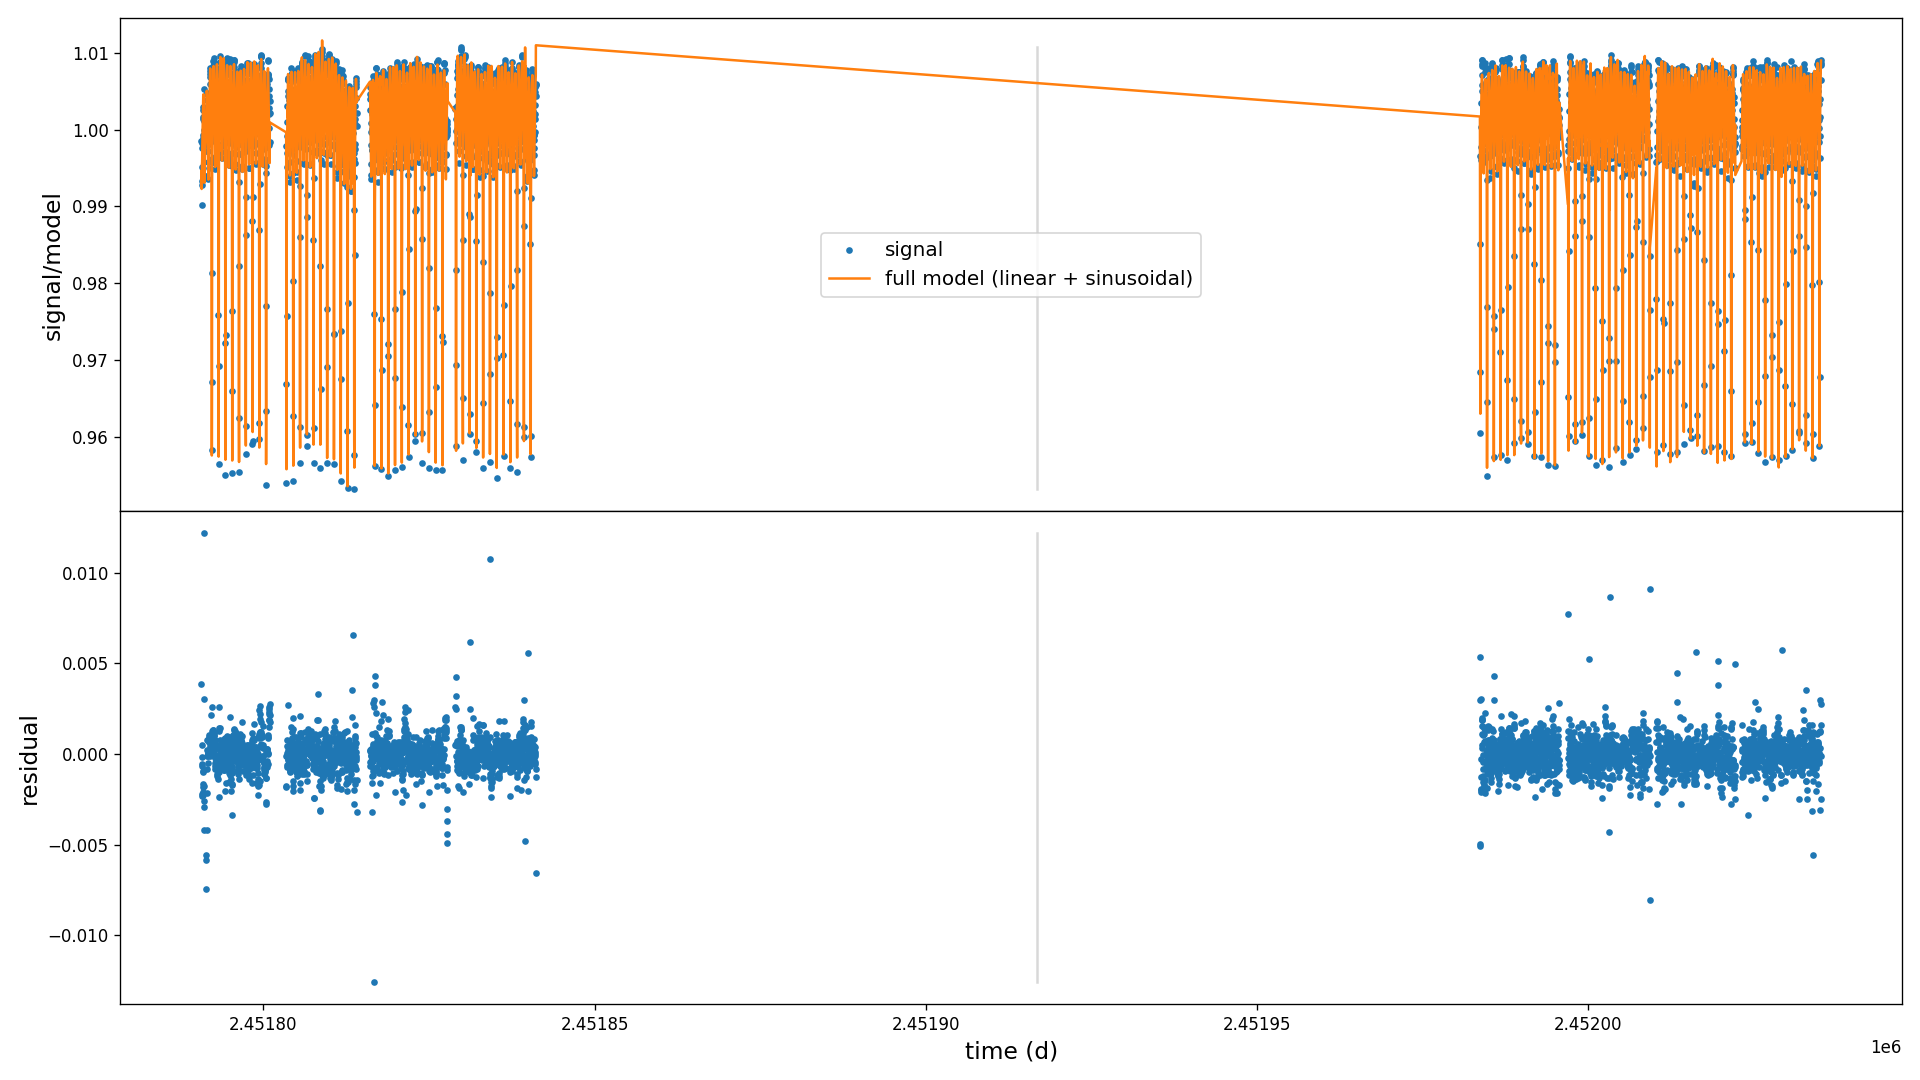 1.01
1.00
0.99
0.98
0.97
0.96
signal/model
signal
full model (linear + sinusoidal)
0.010
0.005
0.000
−0.005
−0.010
residual
2.45180
2.45185
2.45190
2.45195
2.45200
1e6
time (d)